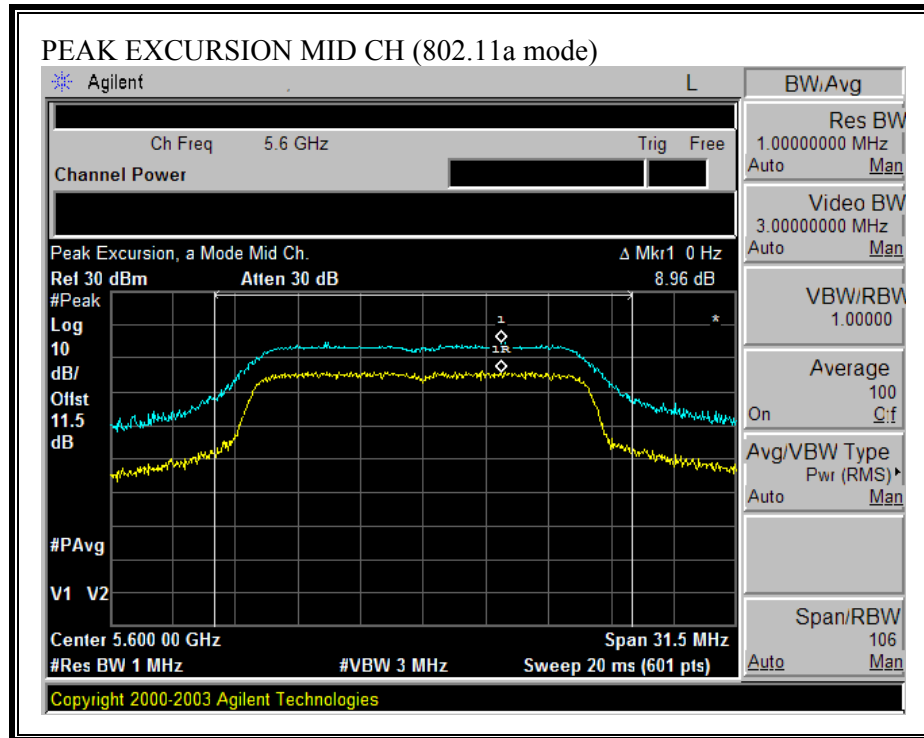 PEAK EXCURSION MID CH (802.11a mode)
Agilent L
BW/Avg
Ch Freq 5.6 GHz Trig Free
Channel Power
Peak Excursion, a Mode Mid Ch. Δ Mkr1 0 Hz
Ref 30 dBm Atten 30 dB 8.96 dB
#Peak
Log
10
dB/
Offst
11.5
dB
1
1R
*
#PAvg
V1 V2
Center 5.600 00 GHz Span 31.5 MHz
#Res BW 1 MHz #VBW 3 MHz Sweep 20 ms (601 pts)
Copyright 2000-2003 Agilent Technologies
Res BW
1.00000000 MHz
Auto Man
Video BW
3.00000000 MHz
Auto Man
VBW/RBW
1.00000
Average
100
On Off
Avg/VBW Type
Pwr (RMS)
Auto Man
Span/RBW
106
Auto Man